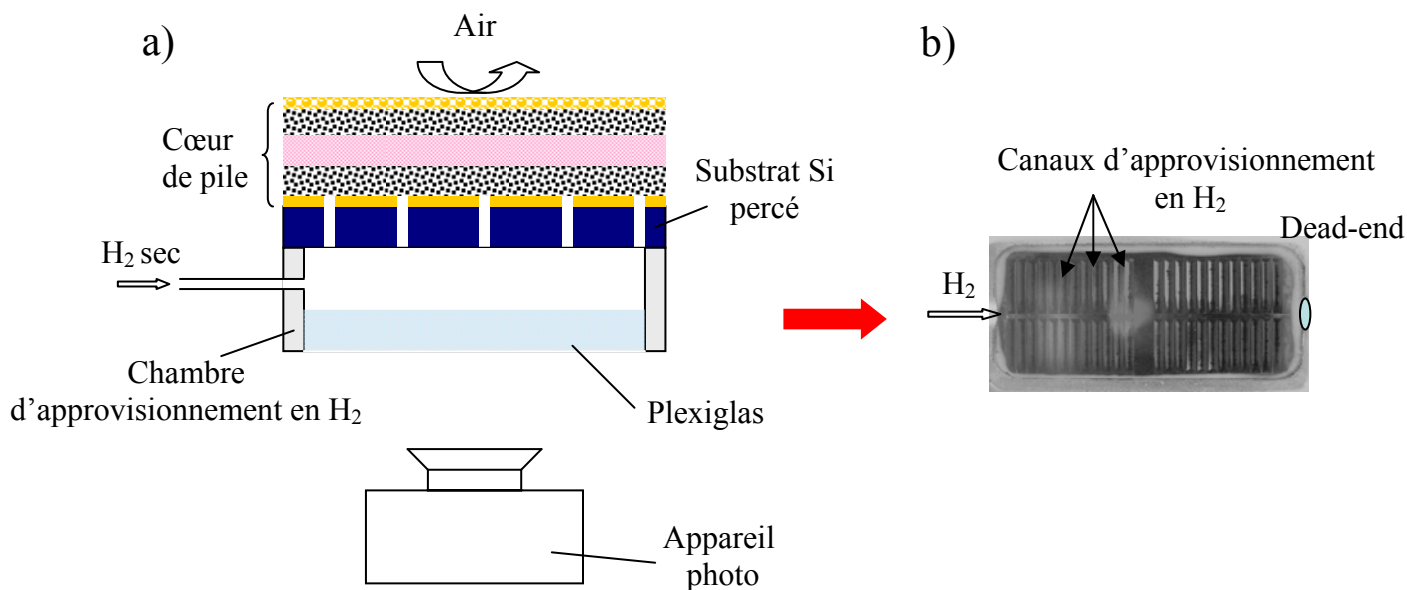 a)
Air
Cœur
de pile
Substrat Si
percé
H2 sec
Chambre
d’approvisionnement en H2
Plexiglas
Appareil
photo
b)
Canaux d’approvisionnement
en H2
Dead-end
H2